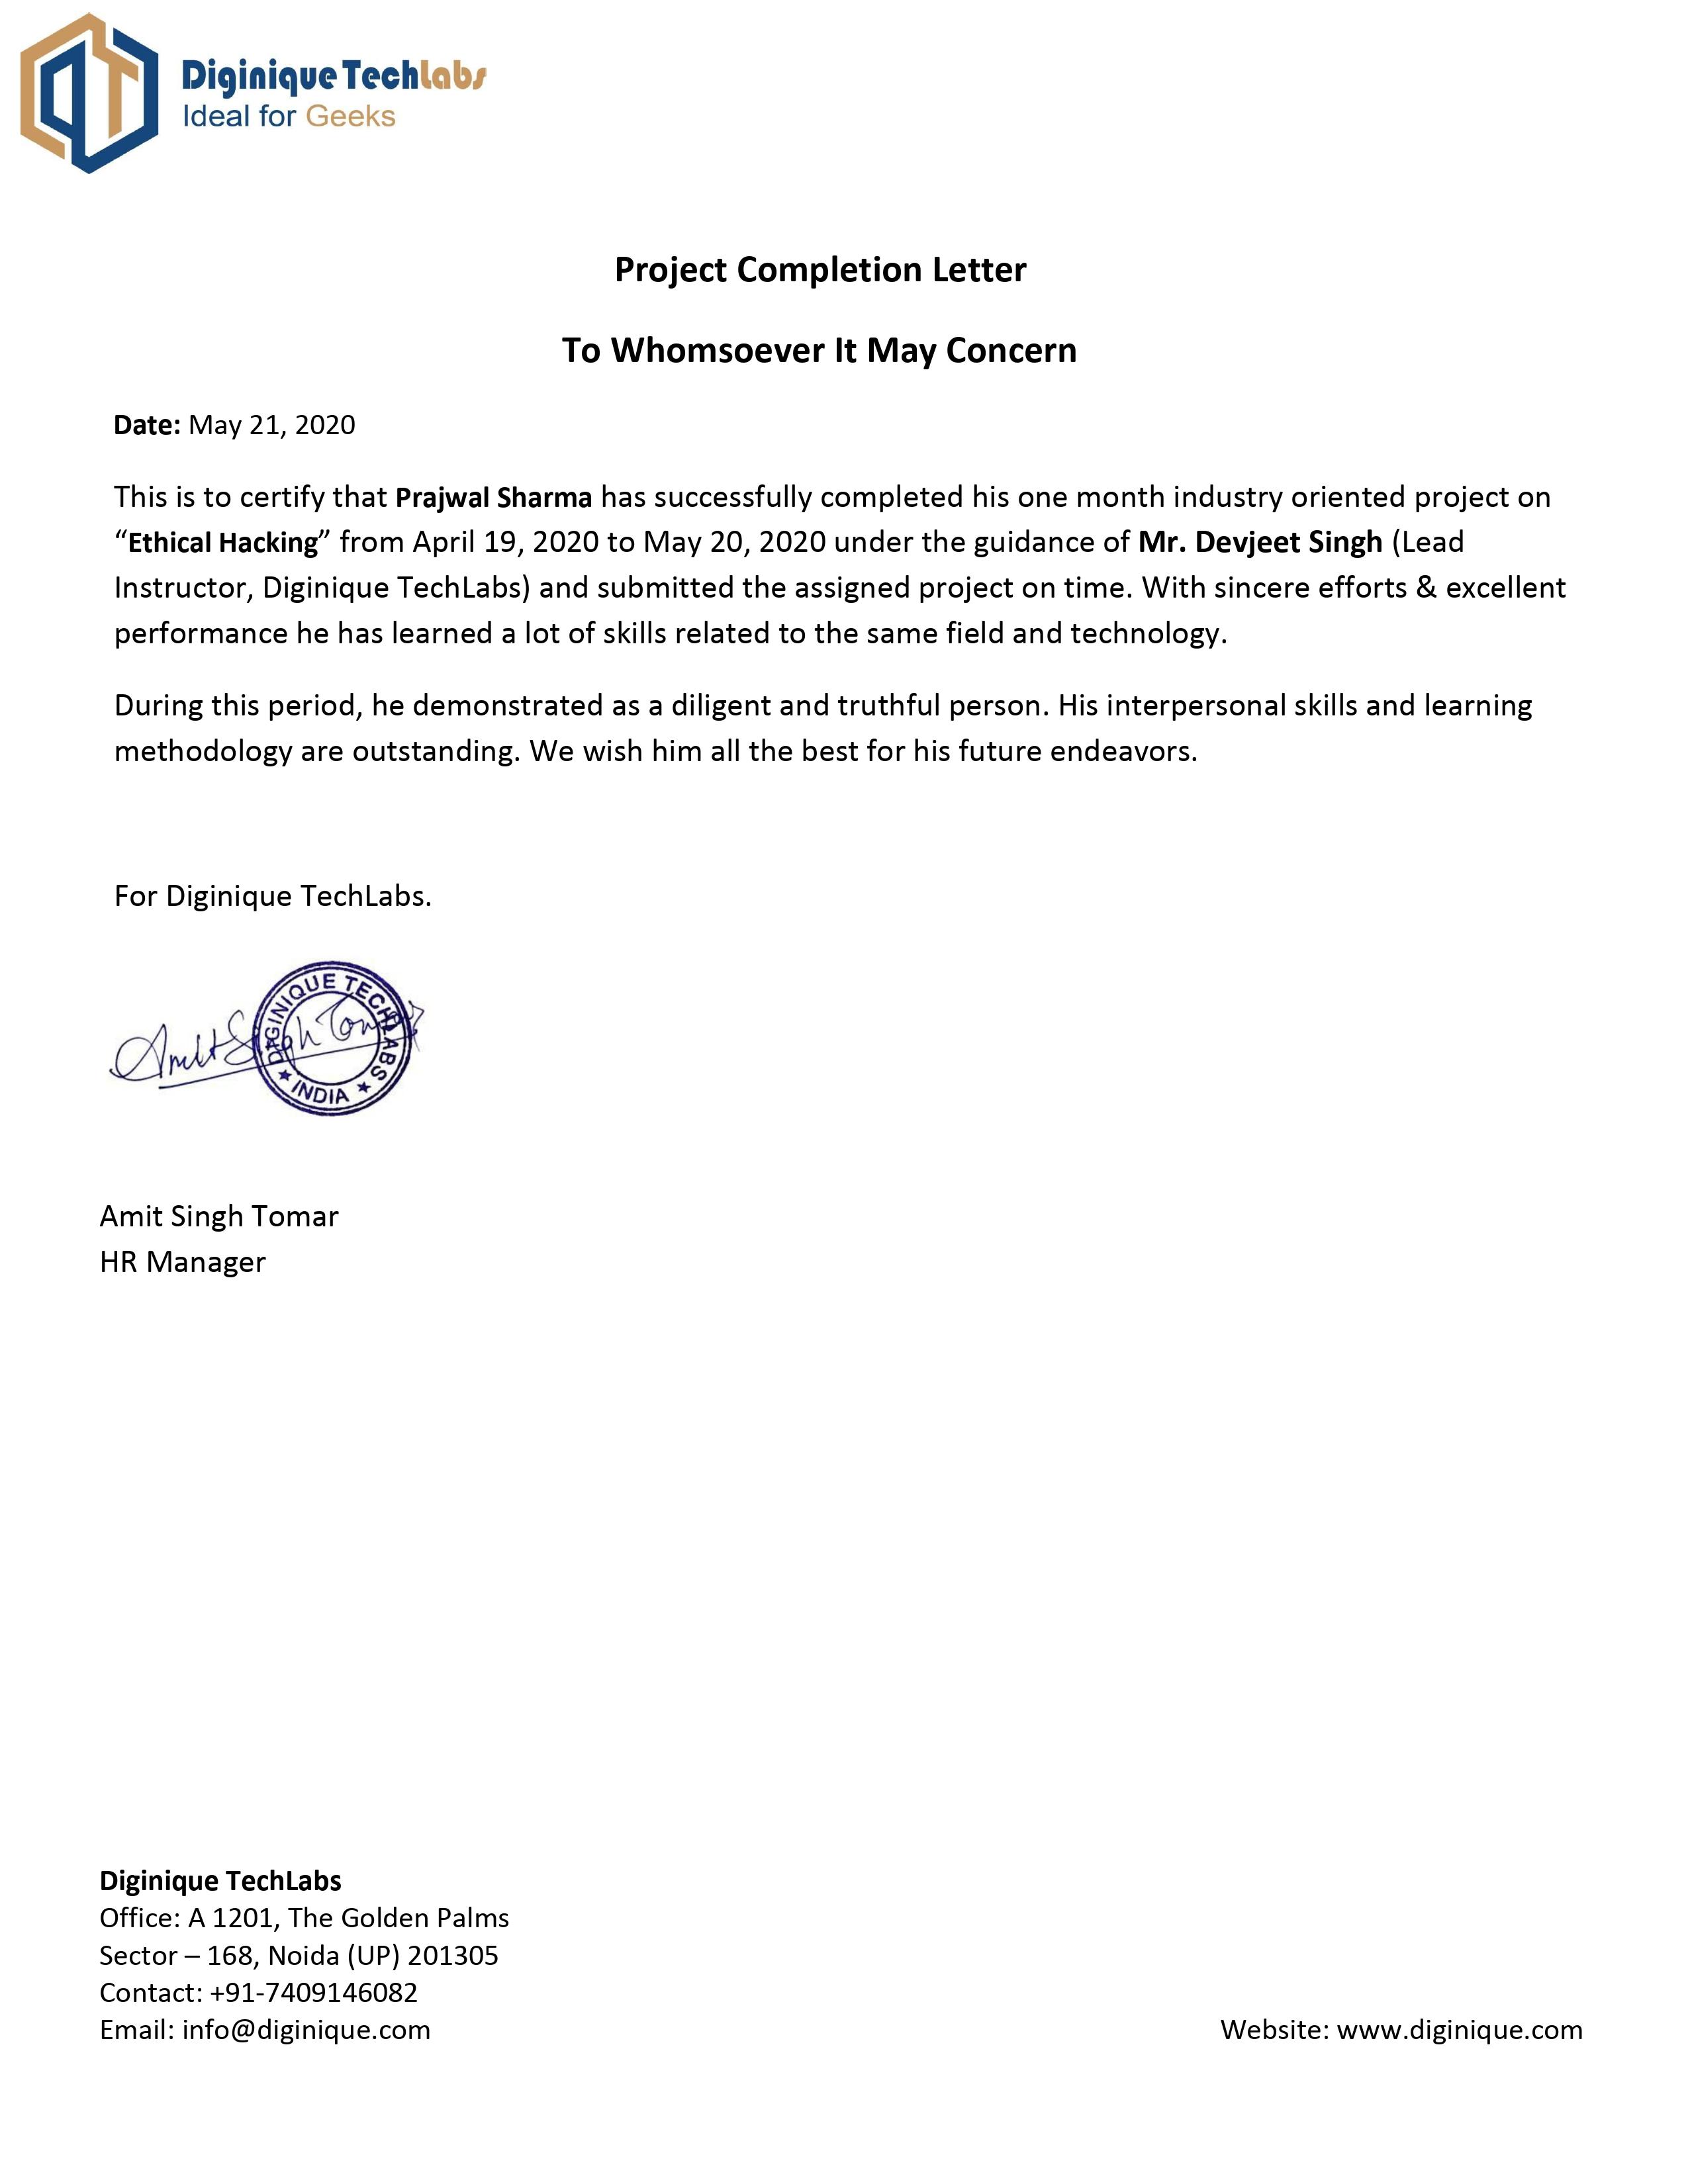 Diginique TechLabs
Ideal for Geeks
Project Completion Letter
To Whomsoever It May Concern
Date: May 21, 2020
This is to certify that Prajwal Sharma has successfully completed his one month industry oriented project on
“Ethical Hacking” from April 19, 2020 to May 20, 2020 under the guidance of Mr. Devjeet Singh (Lead
Instructor, Diginique TechLabs) and submitted the assigned project on time. With sincere efforts & excellent
performance he has learned a lot of skills related to the same field and technology.
During this period, he demonstrated as a diligent and truthful person. His interpersonal skills and learning
methodology are outstanding. We wish him all the best for his future endeavors.
For Diginique TechLabs.
Amit Singh Tomar
DIGINIQUE TECHLABS
★ INDIA ★
Amit Singh Tomar
HR Manager
Diginique TechLabs
Office: A 1201, The Golden Palms
Sector – 168, Noida (UP) 201305
Contact: +91-7409146082
Email: info@diginique.com
Website: www.diginique.com